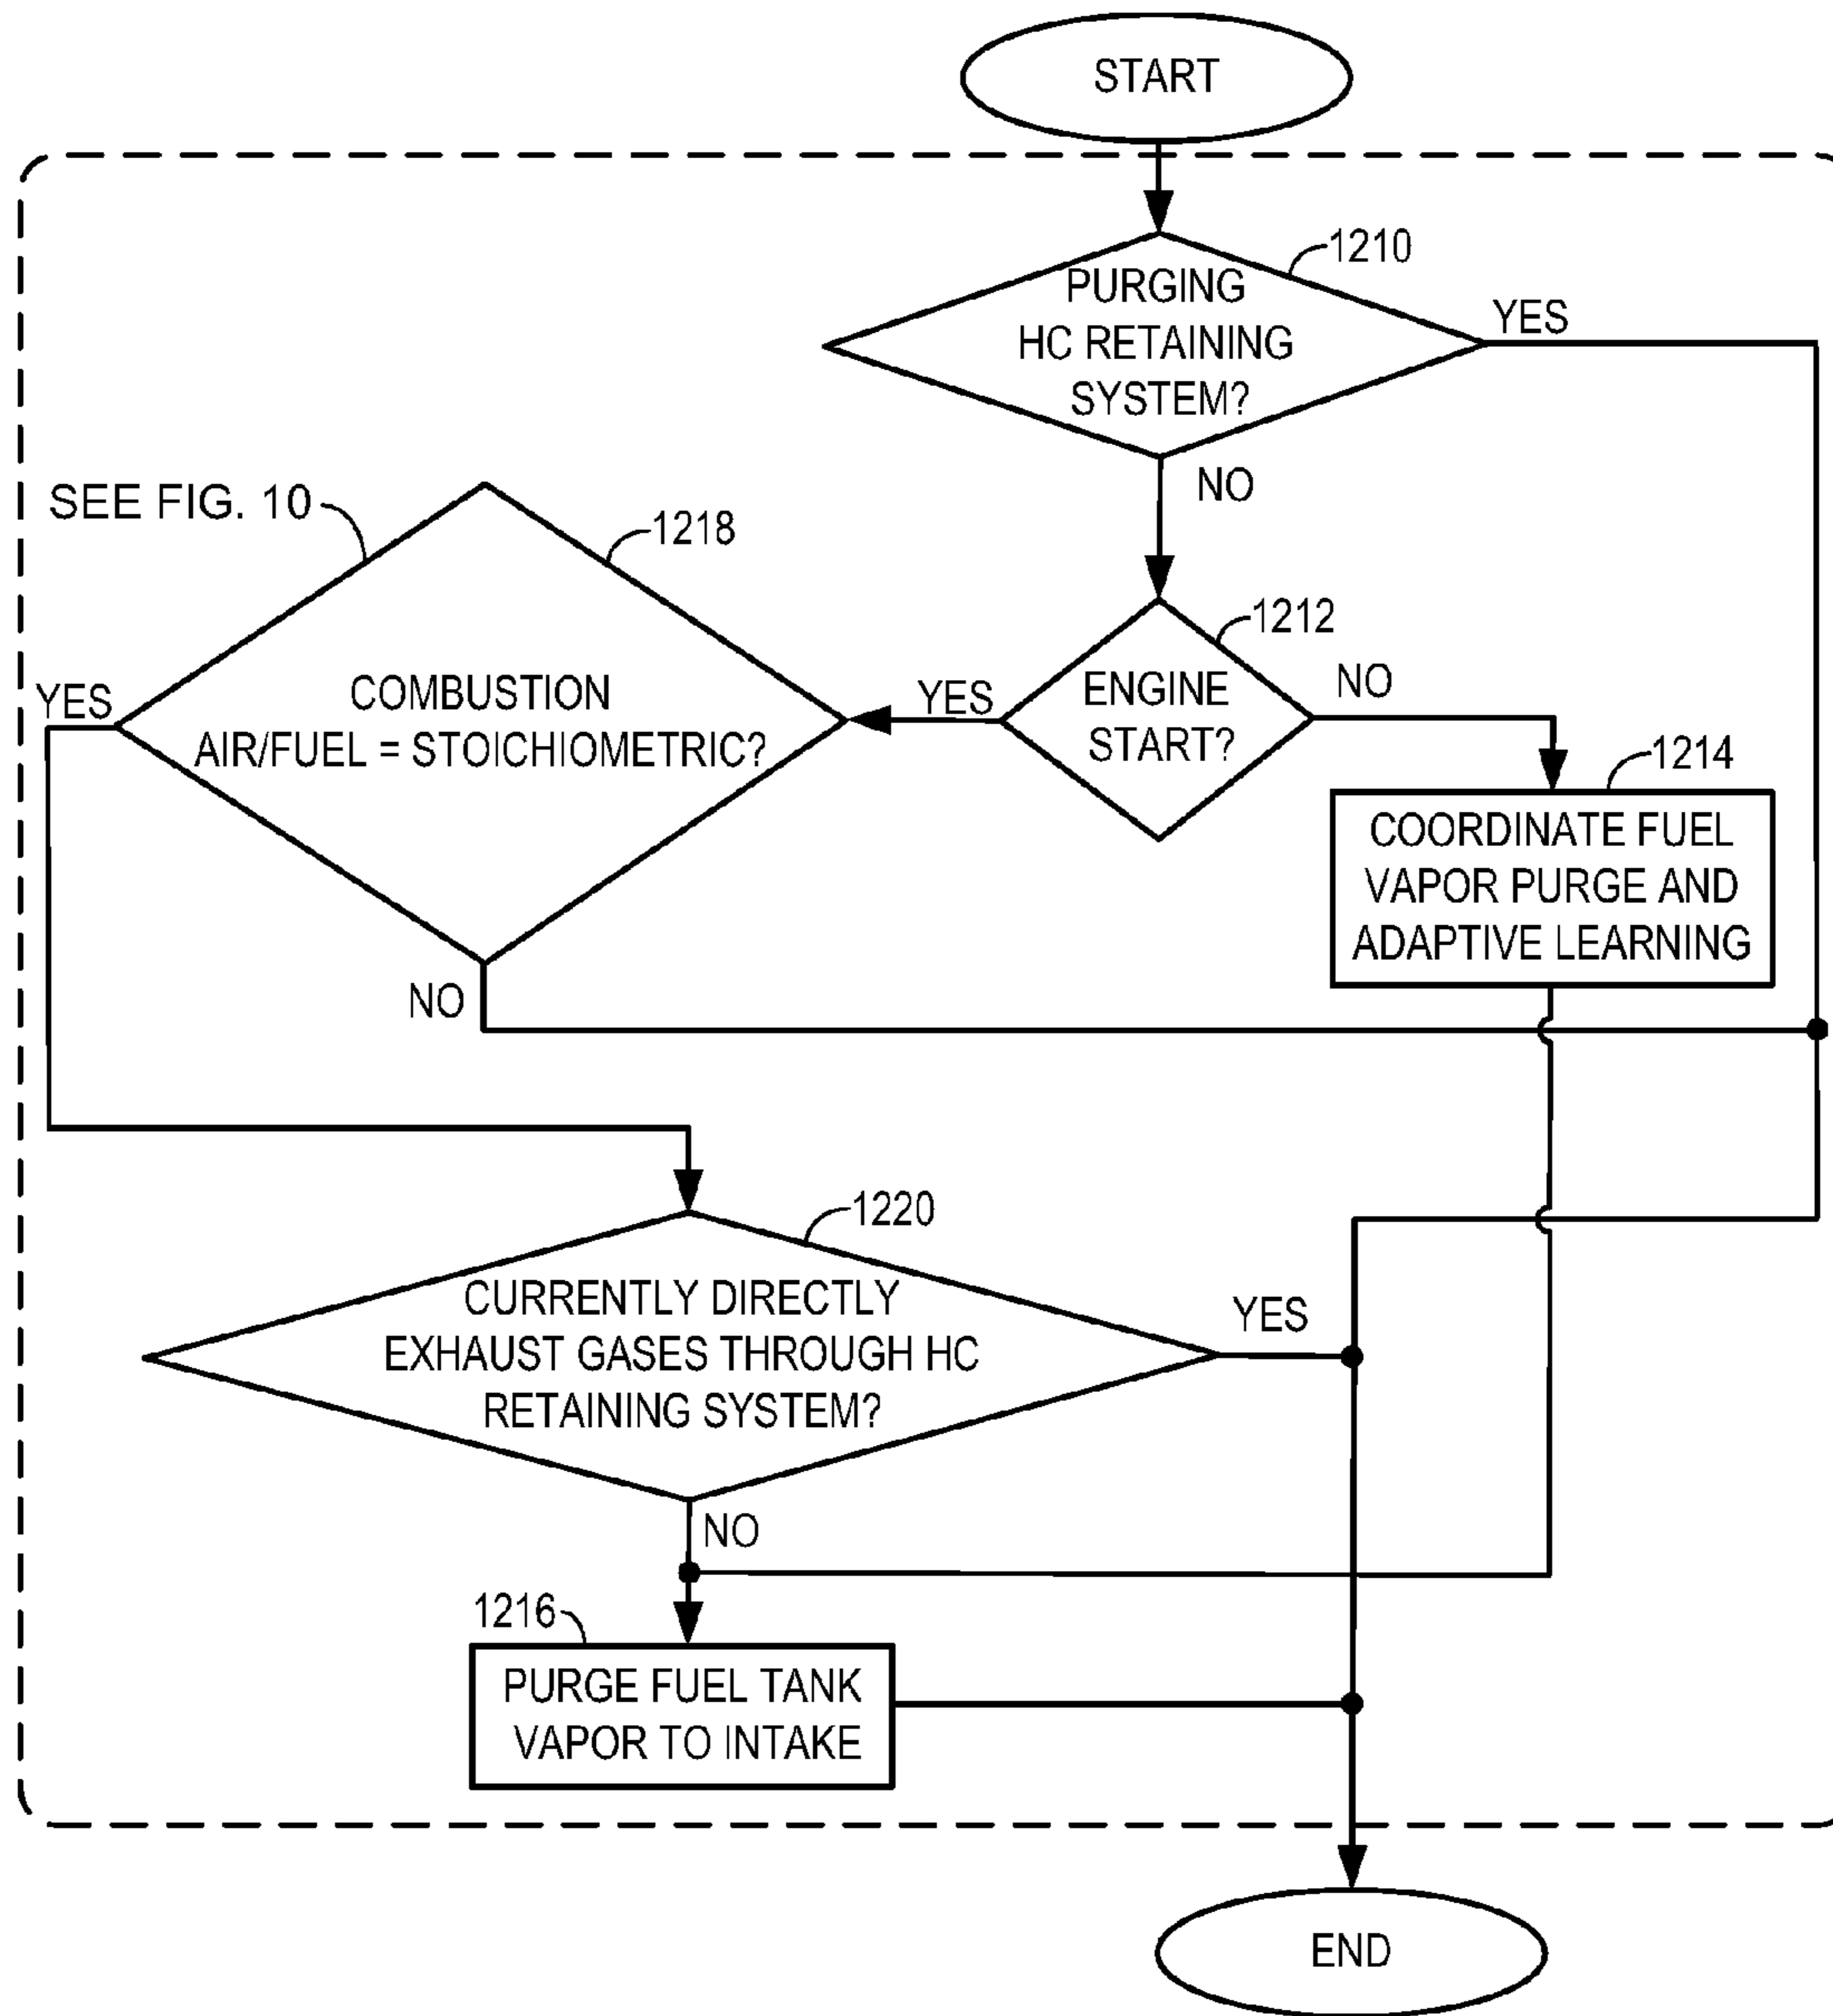 START
1210
PURGING
HC RETAINING
SYSTEM?
YES
NO
SEE FIG. 10
1218
COMBUSTION
AIR/FUEL = STOICHIOMETRIC?
YES
NO
1212
ENGINE
START?
YES
NO
1214
COORDINATE FUEL
VAPOR PURGE AND
ADAPTIVE LEARNING
1220
CURRENTLY DIRECTLY
EXHAUST GASES THROUGH HC
RETAINING SYSTEM?
YES
NO
1216
PURGE FUEL TANK
VAPOR TO INTAKE
END